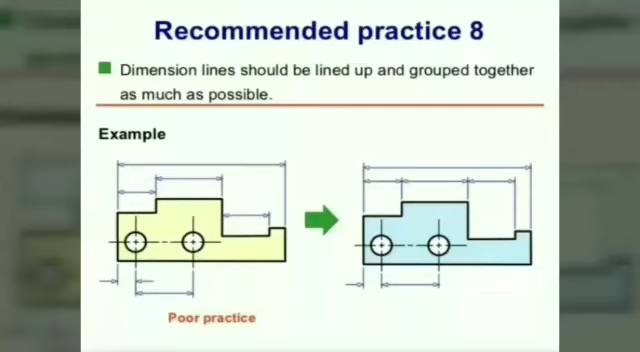 Recommended practice 8
Dimension lines should be lined up and grouped together
as much as possible.
Example
Poor practice